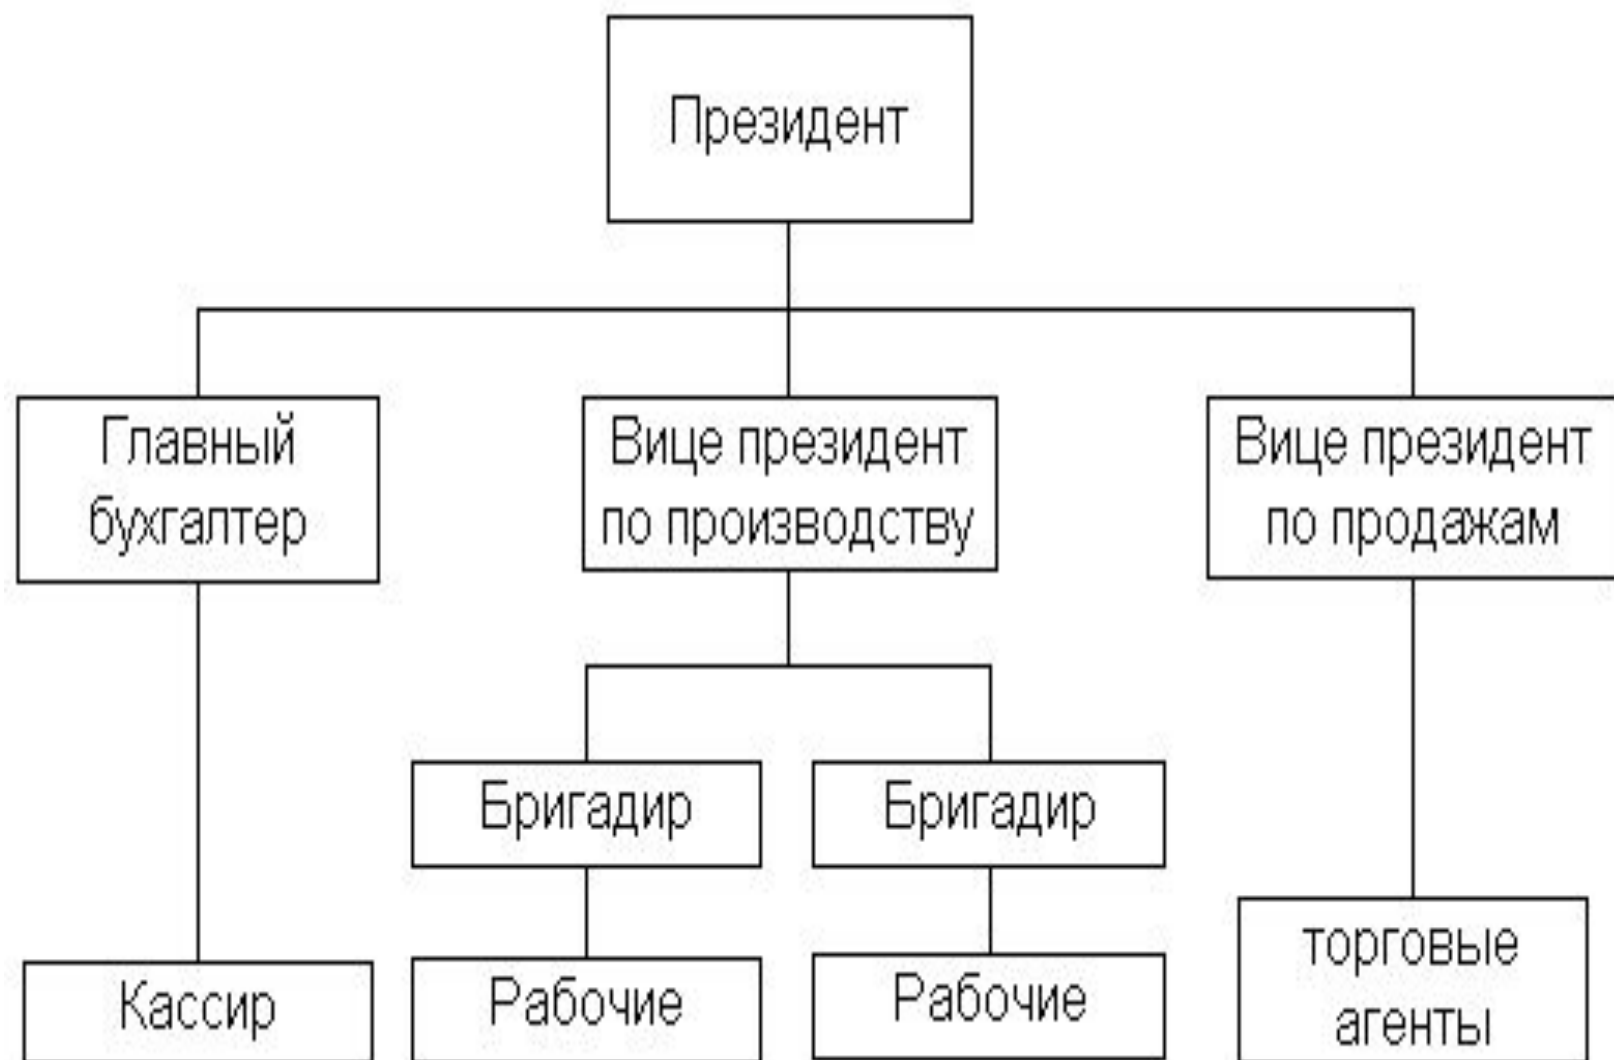 Президент
Главный
бухгалтер
Вице президент
по производству
Вице президент
по продажам
Бригадир
Бригадир
Кассир
Рабочие
Рабочие
торговые
агенты